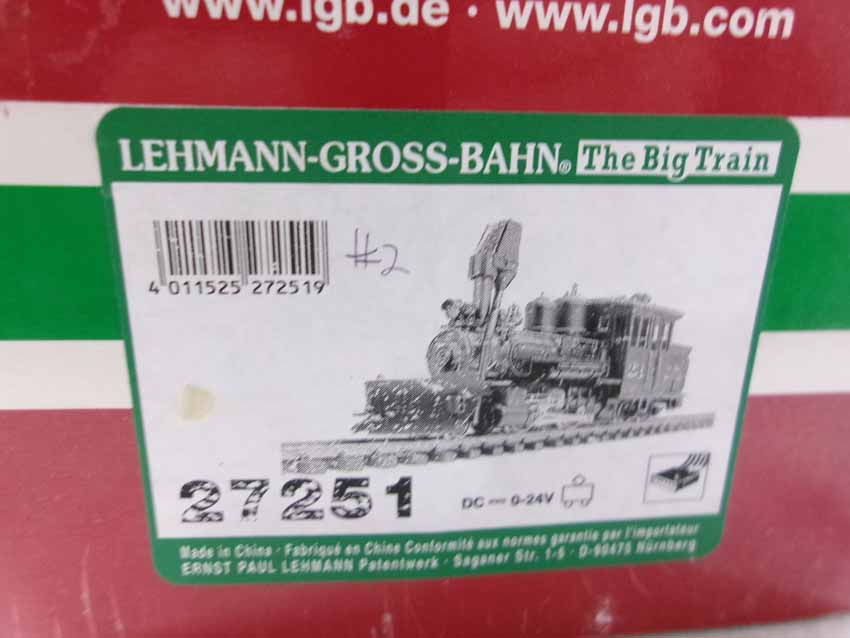 www.lgb.de · www.lgb.com
LEHMANN-GROSS-BAHN® The Big Train
#2
4 011525 272519
27251
DC ⎓ 0-24V
Made in China · Fabriqué en Chine Conformité aux normes garantie par l'importateur
ERNST PAUL LEHMANN Patentwerk · Saganer Str. 1-5 · D-90475 Nürnberg